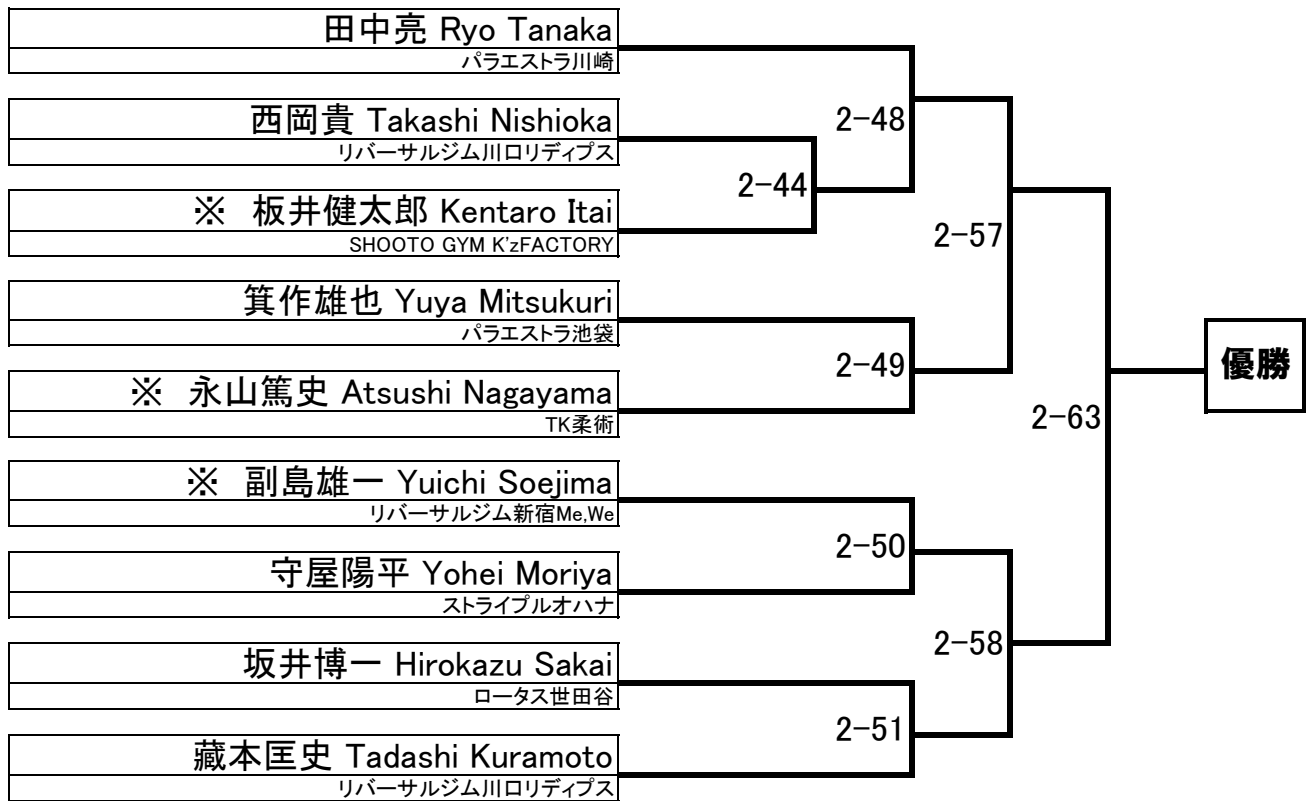 田中亮 Ryo Tanaka
パラエストラ川崎
西岡貴 Takashi Nishioka
リバーサルジム川口リディプス
※ 板井健太郎 Kentaro Itai
SHOOTO GYM K'zFACTORY
箕作雄也 Yuya Mitsukuri
パラエストラ池袋
※ 永山篤史 Atsushi Nagayama
TK柔術
※ 副島雄一 Yuichi Soejima
リバーサルジム新宿Me,We
守屋陽平 Yohei Moriya
ストライプルオハナ
坂井博一 Hirokazu Sakai
ロータス世田谷
藏本匡史 Tadashi Kuramoto
リバーサルジム川口リディプス
2-44
2-48
2-49
2-50
2-51
2-57
2-58
2-63
優勝